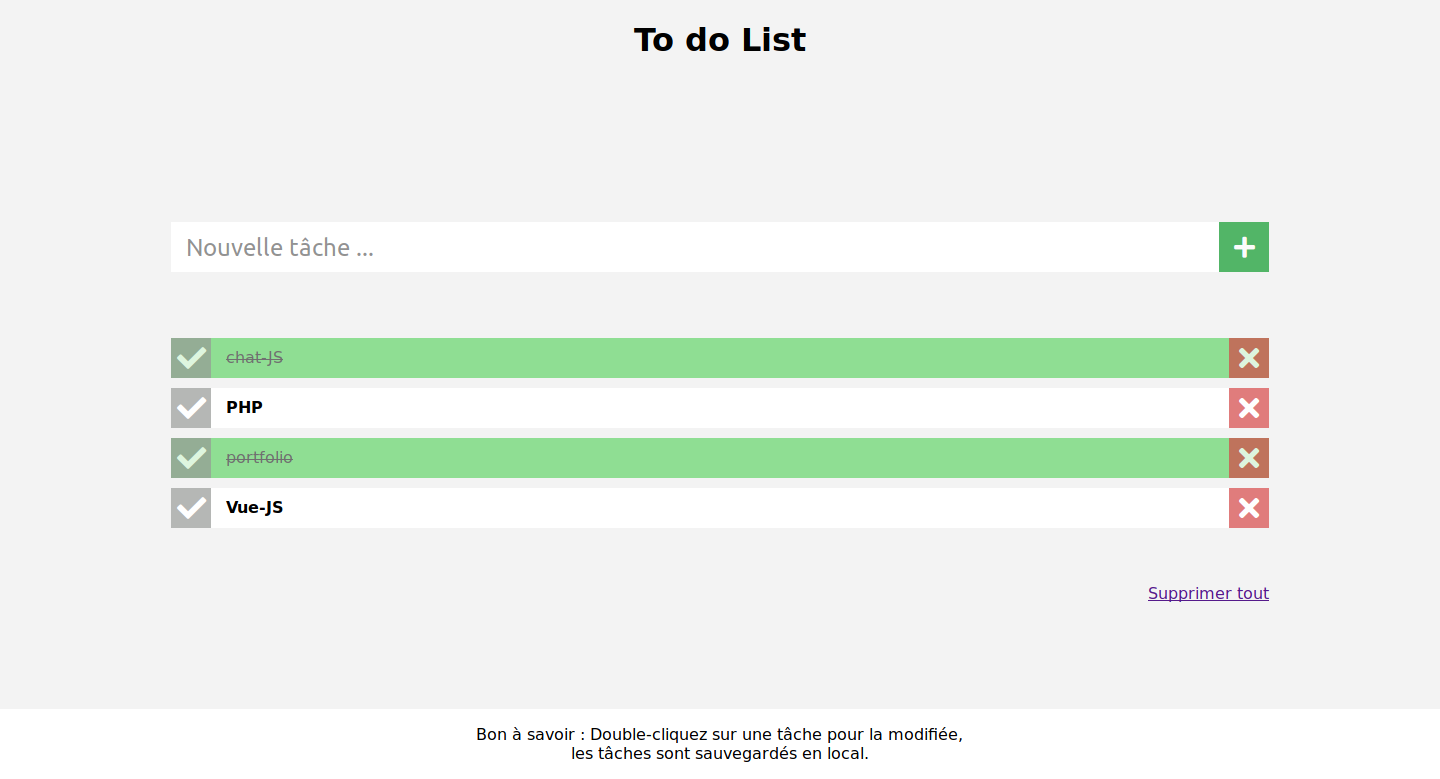 To do List
Nouvelle tâche ...
chat-JS
PHP
portfolio
Vue-JS
Supprimer tout
Bon à savoir : Double-cliquez sur une tâche pour la modifiée,
les tâches sont sauvegardés en local.